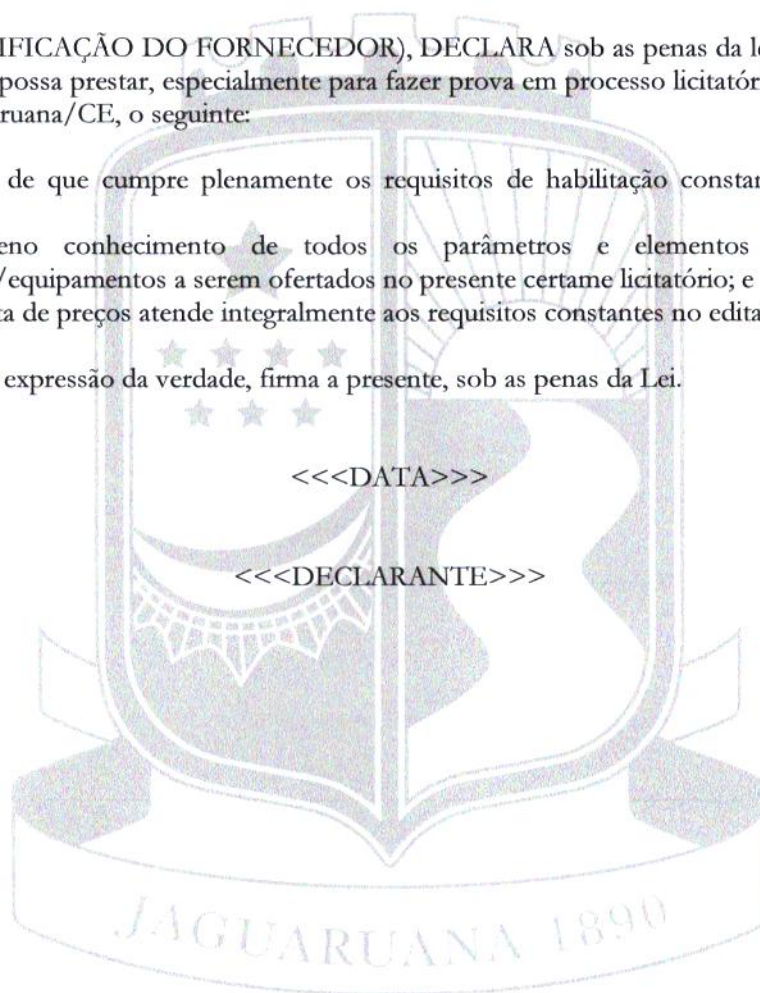 IFICAÇÃO DO FORNECEDOR), DECLARA sob as penas da
possa prestar, especialmente para fazer prova em processo
ruana/CE, o seguinte:
de que cumpre plenamente os requisitos de habilitação
eno conhecimento de todos os parâmetros e elementos
/equipamentos a serem ofertados no presente certame licitatório; e
ta de preços atende integralmente aos requisitos constantes no
expressão da verdade, firma a presente, sob as penas da Lei.
<<<DATA>>>
<<<DECLARANTE>>>
JAGUARUANA 1890